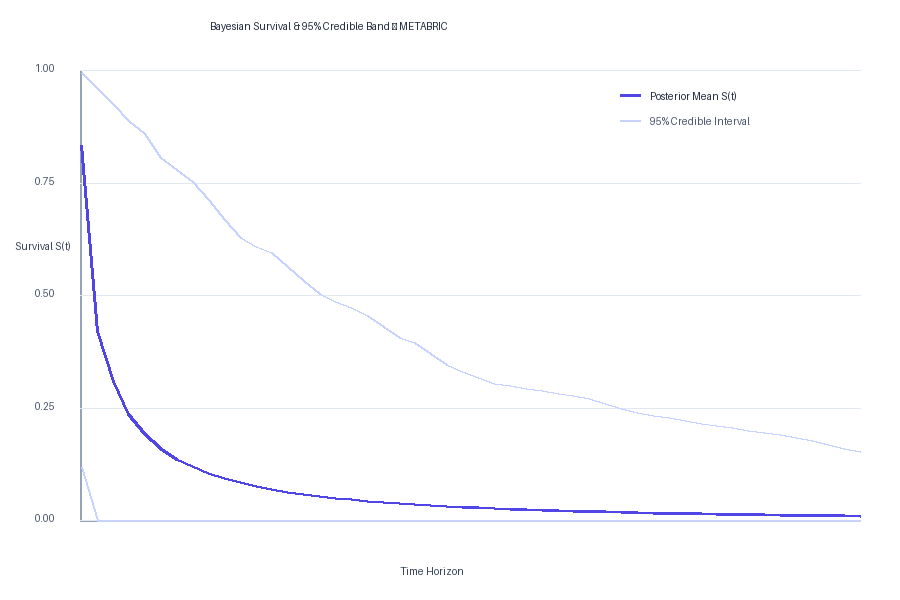 Bayesian Survival & 95% Credible Band ▯ METABRIC
1.00
Posterior Mean S(t)
95% Credible Interval
0.75
Survival S(t)
0.50
0.25
0.00
Time Horizon